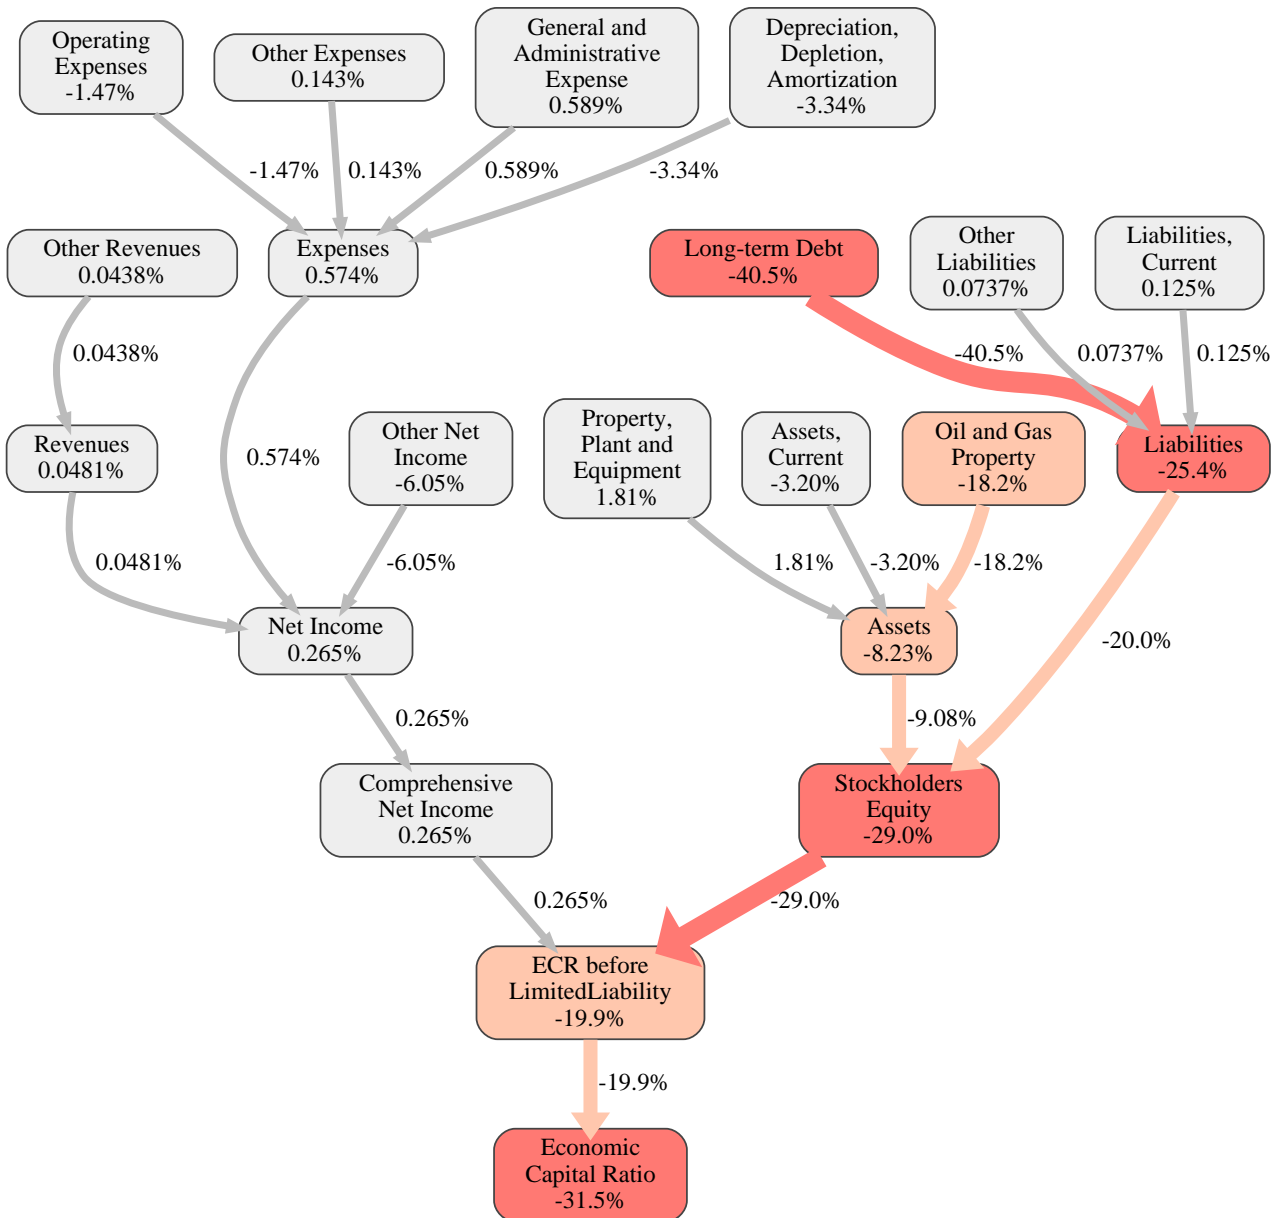 Operating
Expenses
-1.47%
Other Expenses
0.143%
General and
Administrative
Expense
0.589%
Depreciation,
Depletion,
Amortization
-3.34%
-1.47%
0.143%
0.589%
-3.34%
Other Revenues
0.0438%
Expenses
0.574%
Long-term Debt
-40.5%
Other
Liabilities
0.0737%
Liabilities,
Current
0.125%
0.0438%
-40.5%
0.0737%
0.125%
Revenues
0.0481%
0.574%
Other Net
Income
-6.05%
Property,
Plant and
Equipment
1.81%
Assets,
Current
-3.20%
Oil and Gas
Property
-18.2%
Liabilities
-25.4%
0.0481%
-6.05%
1.81%
-3.20%
-18.2%
Net Income
0.265%
Assets
-8.23%
-20.0%
0.265%
-9.08%
Comprehensive
Net Income
0.265%
Stockholders
Equity
-29.0%
0.265%
-29.0%
ECR before
LimitedLiability
-19.9%
-19.9%
Economic
Capital Ratio
-31.5%